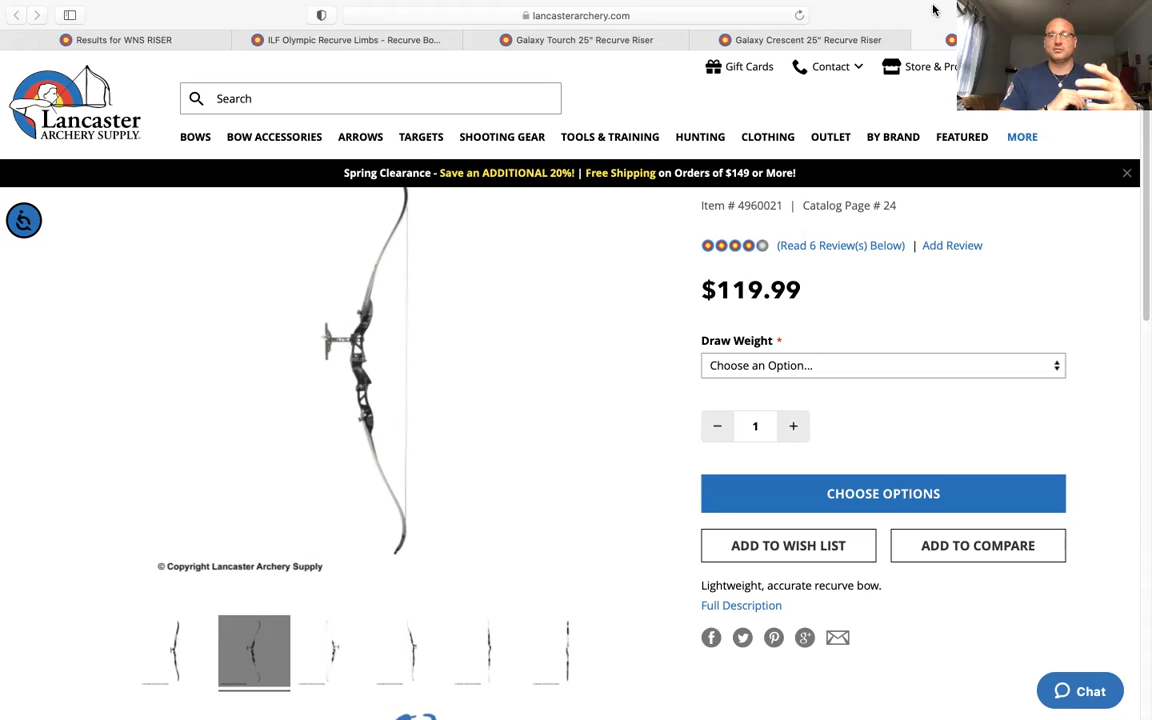 lancasterarchery.com
Results for WNS RISER
ILF Olympic Recurve Limbs - Recurve Bo...
Galaxy Tourch 25" Recurve Riser
Galaxy Crescent 25" Recurve Riser
Gift Cards
Contact
Store & Pro
Lancaster
ARCHERY SUPPLY
Search
BOWS
BOW ACCESSORIES
ARROWS
TARGETS
SHOOTING GEAR
TOOLS & TRAINING
HUNTING
CLOTHING
OUTLET
BY BRAND
FEATURED
MORE
Spring Clearance - Save an ADDITIONAL 20%! | Free Shipping on Orders of $149 or More!
Item # 4960021 | Catalog Page # 24
(Read 6 Review(s) Below) | Add Review
$119.99
Draw Weight *
Choose an Option...
− 1 +
CHOOSE OPTIONS
ADD TO WISH LIST
ADD TO COMPARE
© Copyright Lancaster Archery Supply
Lightweight, accurate recurve bow.
Full Description
Chat